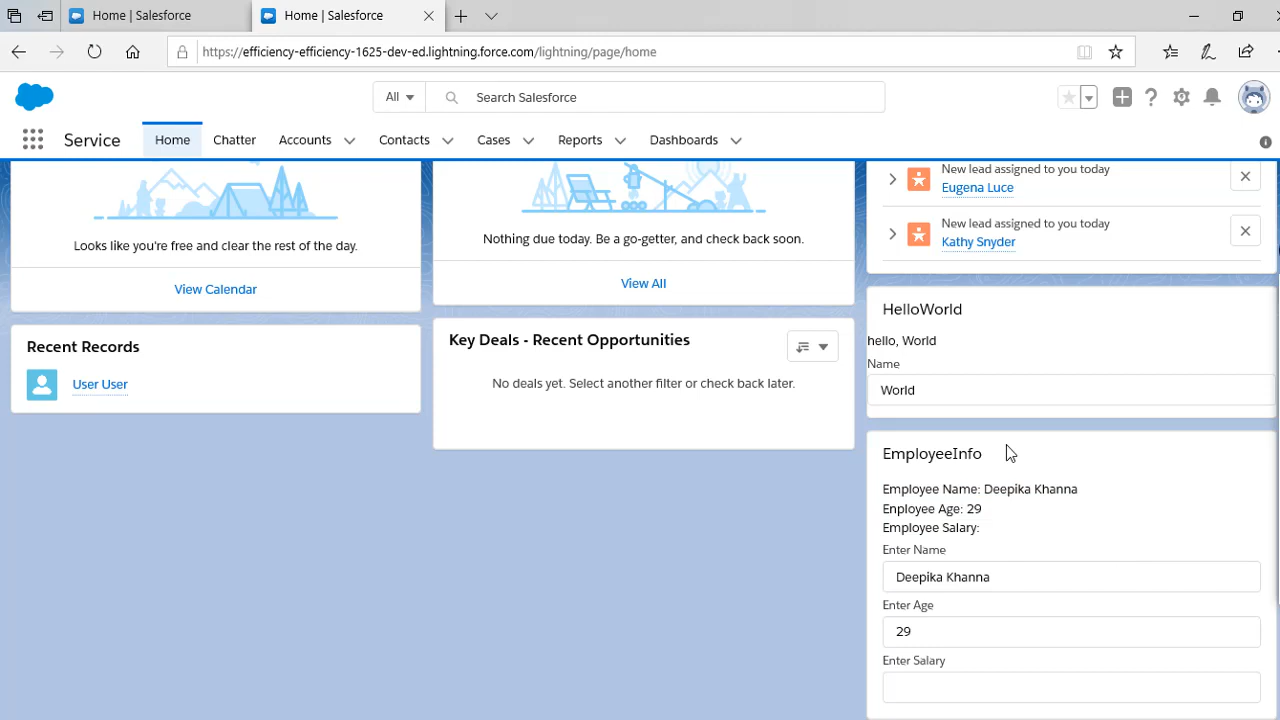 Home | Salesforce
Home | Salesforce
https://efficiency-efficiency-1625-dev-ed.lightning.force.com/lightning/page/home
All
Search Salesforce
Service
Home
Chatter
Accounts
Contacts
Cases
Reports
Dashboards
Looks like you're free and clear the rest of the day.
View Calendar
Recent Records
User User
Nothing due today. Be a go-getter, and check back soon.
View All
Key Deals - Recent Opportunities
No deals yet. Select another filter or check back later.
New lead assigned to you today
Eugena Luce
New lead assigned to you today
Kathy Snyder
HelloWorld
hello, World
Name
World
EmployeeInfo
Employee Name: Deepika Khanna
Enployee Age: 29
Employee Salary:
Enter Name
Deepika Khanna
Enter Age
29
Enter Salary